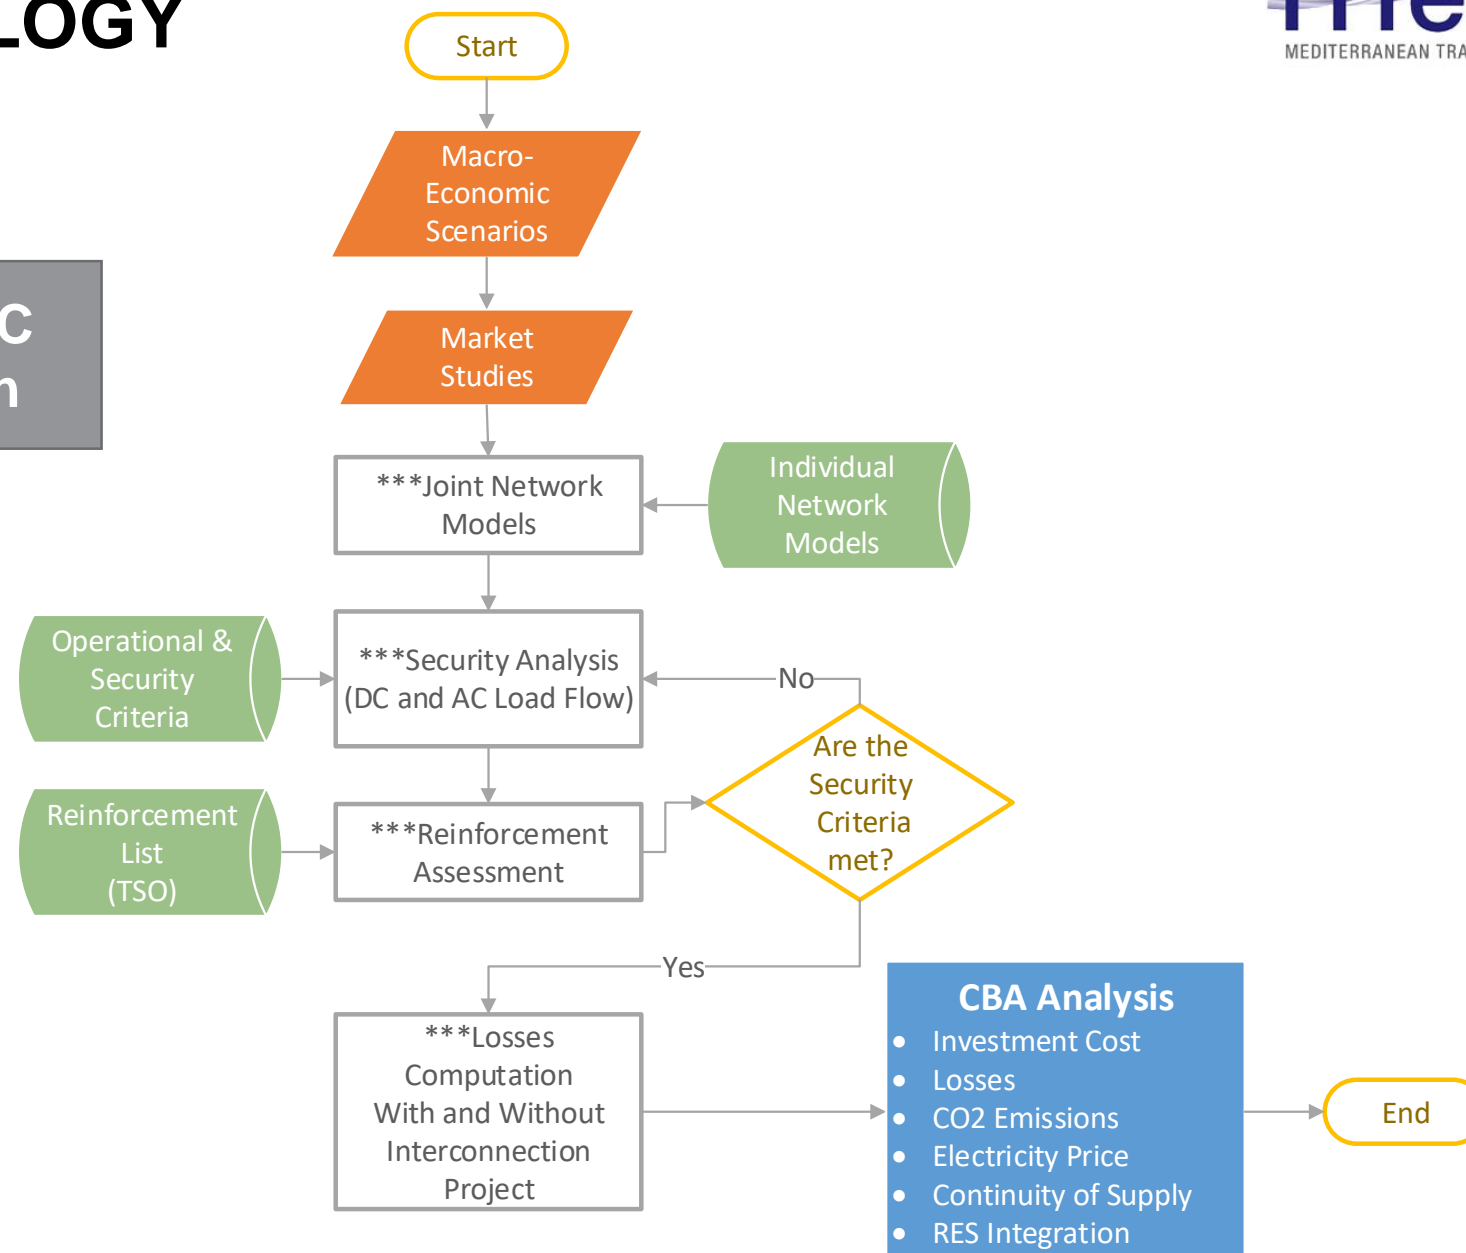 LOGY
MEDITERRANEAN TRA
Start
Macro-
Economic
Scenarios
C
Market
Studies
***Joint Network
Models
Individual
Network
Models
Operational &
Security
Criteria
***Security Analysis
(DC and AC Load Flow)
No
Are the
Security
Criteria
met?
Reinforcement
List
(TSO)
***Reinforcement
Assessment
Yes
***Losses
Computation
With and Without
Interconnection
Project
CBA Analysis
• Investment Cost
• Losses
• CO2 Emissions
• Electricity Price
• Continuity of Supply
• RES Integration
End